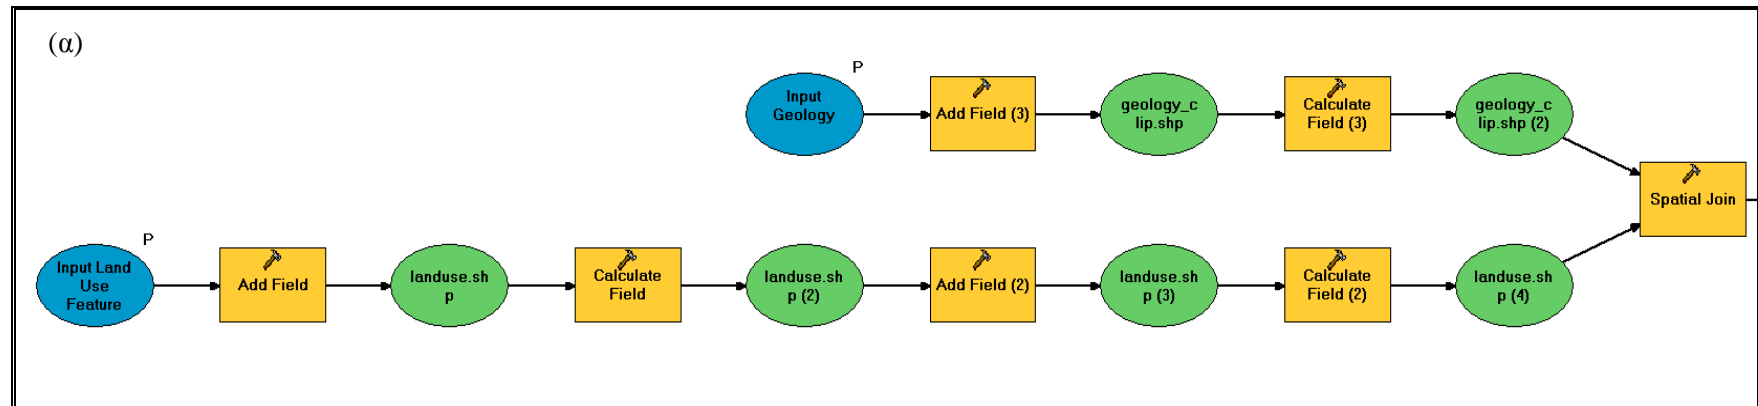 (α)
P
Input
Geology
Add Field (3)
geology_c
lip.shp
Calculate
Field (3)
geology_c
lip.shp (2)
Spatial Join
P
Input Land
Use
Feature
Add Field
landuse.sh
p
Calculate
Field
landuse.sh
p (2)
Add Field (2)
landuse.sh
p (3)
Calculate
Field (2)
landuse.sh
p (4)